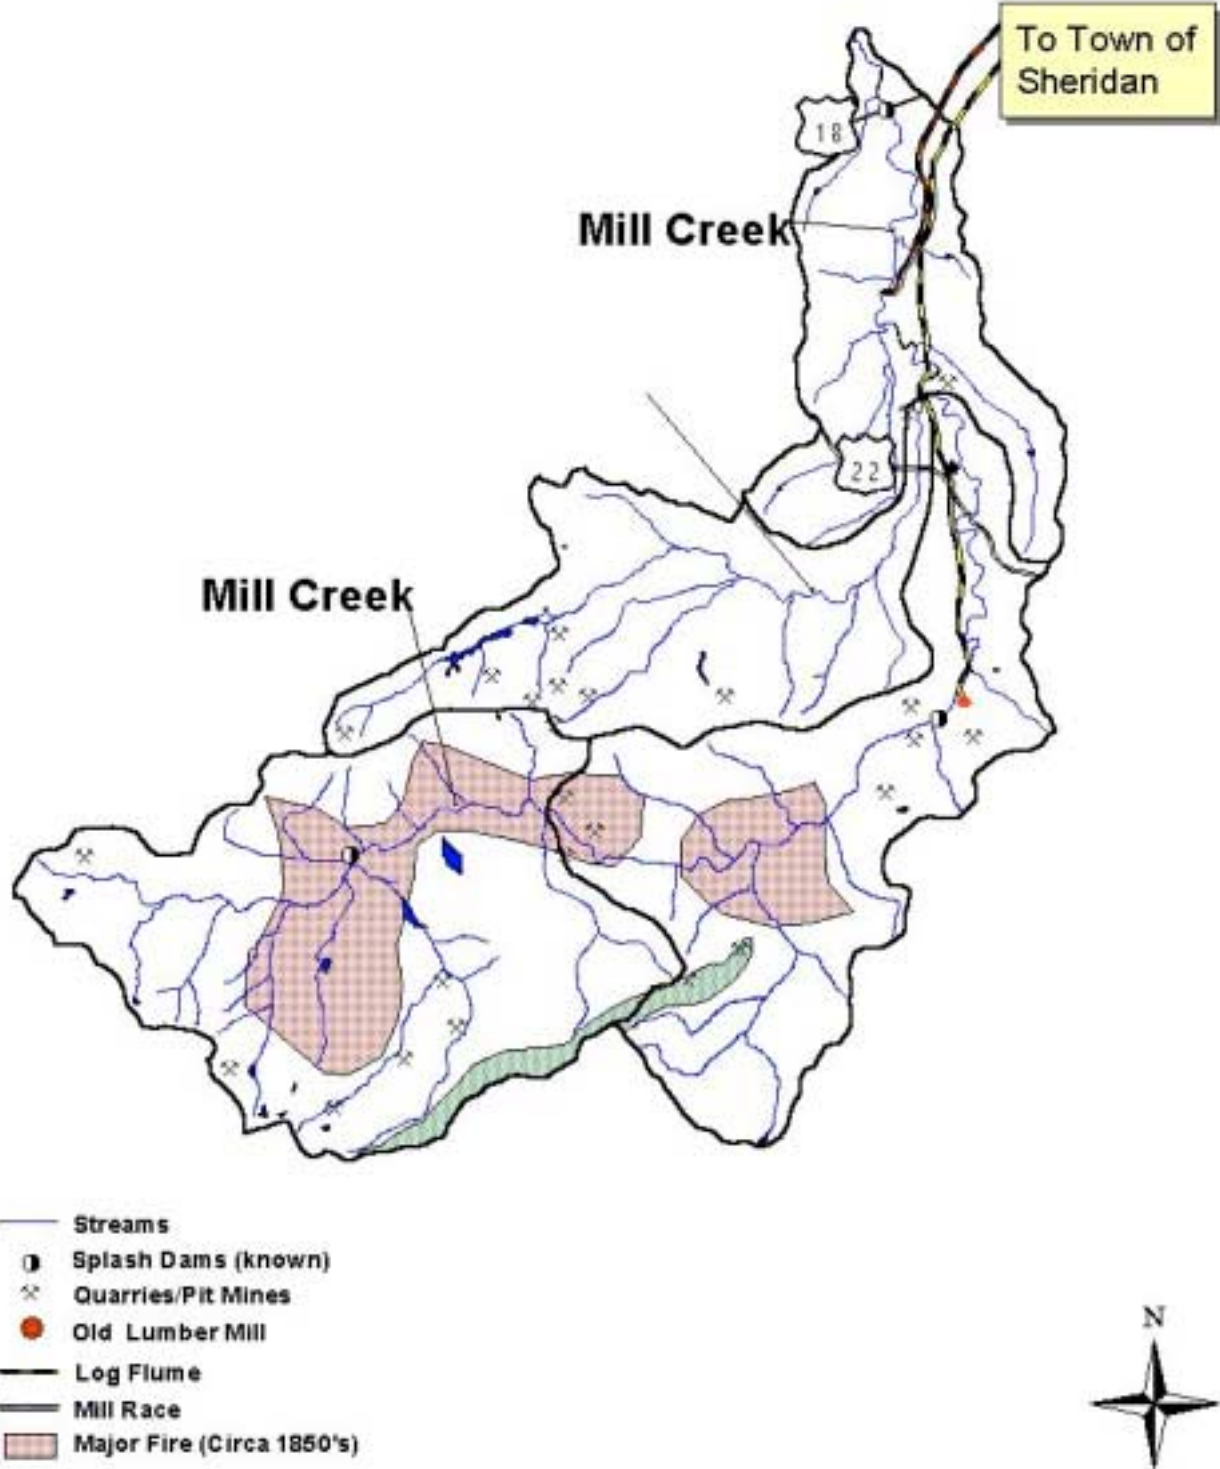 To Town of
Sheridan
18
Mill Creek
22
Mill Creek
Streams
Splash Dams (known)
Quarries/Pit Mines
Old Lumber Mill
Log Flume
Mill Race
Major Fire (Circa 1850's)
N